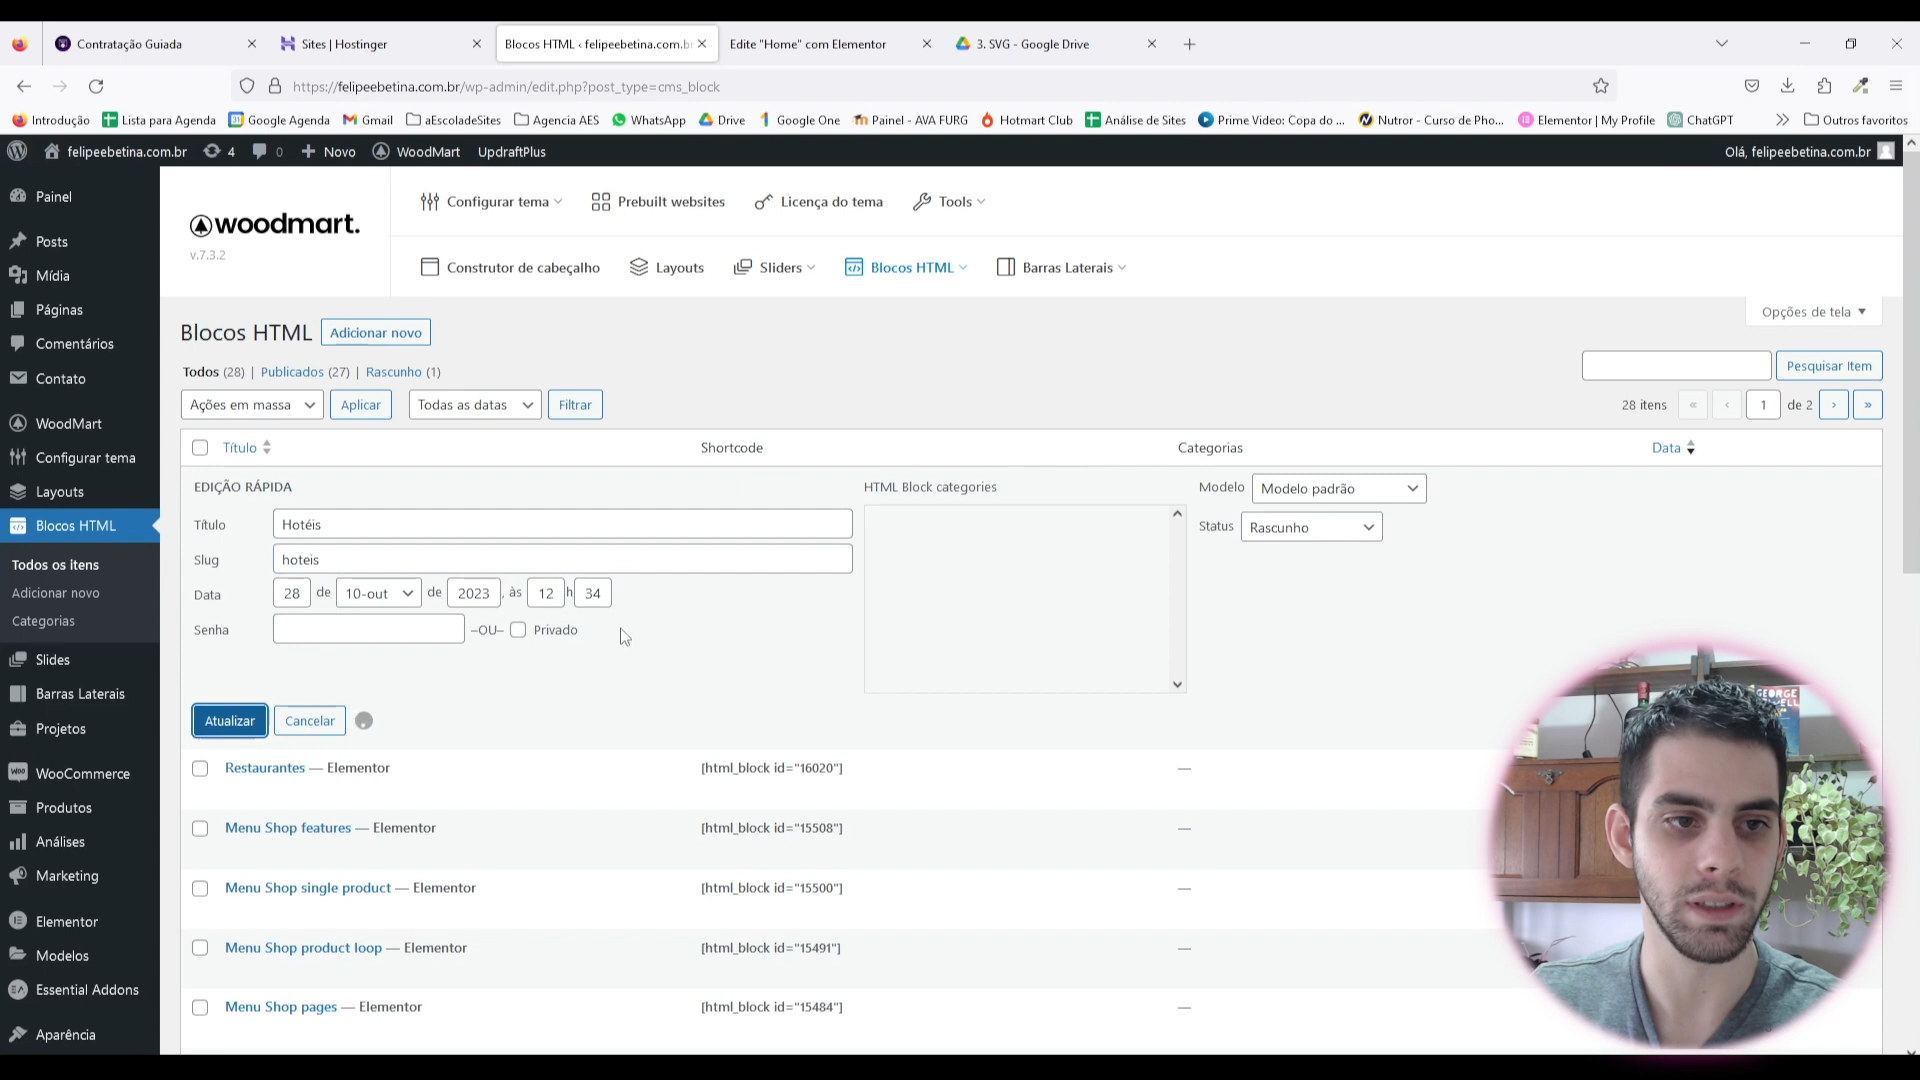 Contratação Guiada
Sites | Hostinger
Blocos HTML ‹ felipeebetina.com.br
Edite "Home" com Elementor
3. SVG - Google Drive
https://felipeebetina.com.br/wp-admin/edit.php?post_type=cms_block
Introdução Lista para Agenda Google Agenda Gmail aEscoladeSites Agencia AES WhatsApp Drive Google One Painel - AVA FURG Hotmart Club Análise de Sites Prime Video: Copa do ... Nutror - Curso de Pho... Elementor | My Profile ChatGPT Outros favoritos
felipeebetina.com.br 4 0 Novo WoodMart UpdraftPlus Olá, felipeebetina.com.br
Painel
Posts
Mídia
Páginas
Comentários
Contato
WoodMart
Configurar tema
Layouts
Blocos HTML
Todos os itens
Adicionar novo
Categorias
Slides
Barras Laterais
Projetos
WooCommerce
Produtos
Análises
Marketing
Elementor
Modelos
Essential Addons
Aparência
woodmart.
v.7.3.2
Configurar tema Prebuilt websites Licença do tema Tools
Construtor de cabeçalho Layouts Sliders Blocos HTML Barras Laterais
Opções de tela
Blocos HTML Adicionar novo
Todos (28) | Publicados (27) | Rascunho (1)
Pesquisar Item
Ações em massa Aplicar Todas as datas Filtrar
28 itens « ‹ 1 de 2 › »
Título Shortcode Categorias Data
EDIÇÃO RÁPIDA
Título Hotéis
Slug hoteis
Data 28 de 10-out de 2023, às 12 h 34
Senha –OU– Privado
HTML Block categories
Modelo Modelo padrão
Status Rascunho
Atualizar Cancelar
Restaurantes — Elementor [html_block id="16020"] —
Menu Shop features — Elementor [html_block id="15508"] —
Menu Shop single product — Elementor [html_block id="15500"] —
Menu Shop product loop — Elementor [html_block id="15491"] —
Menu Shop pages — Elementor [html_block id="15484"] —
GEORGE